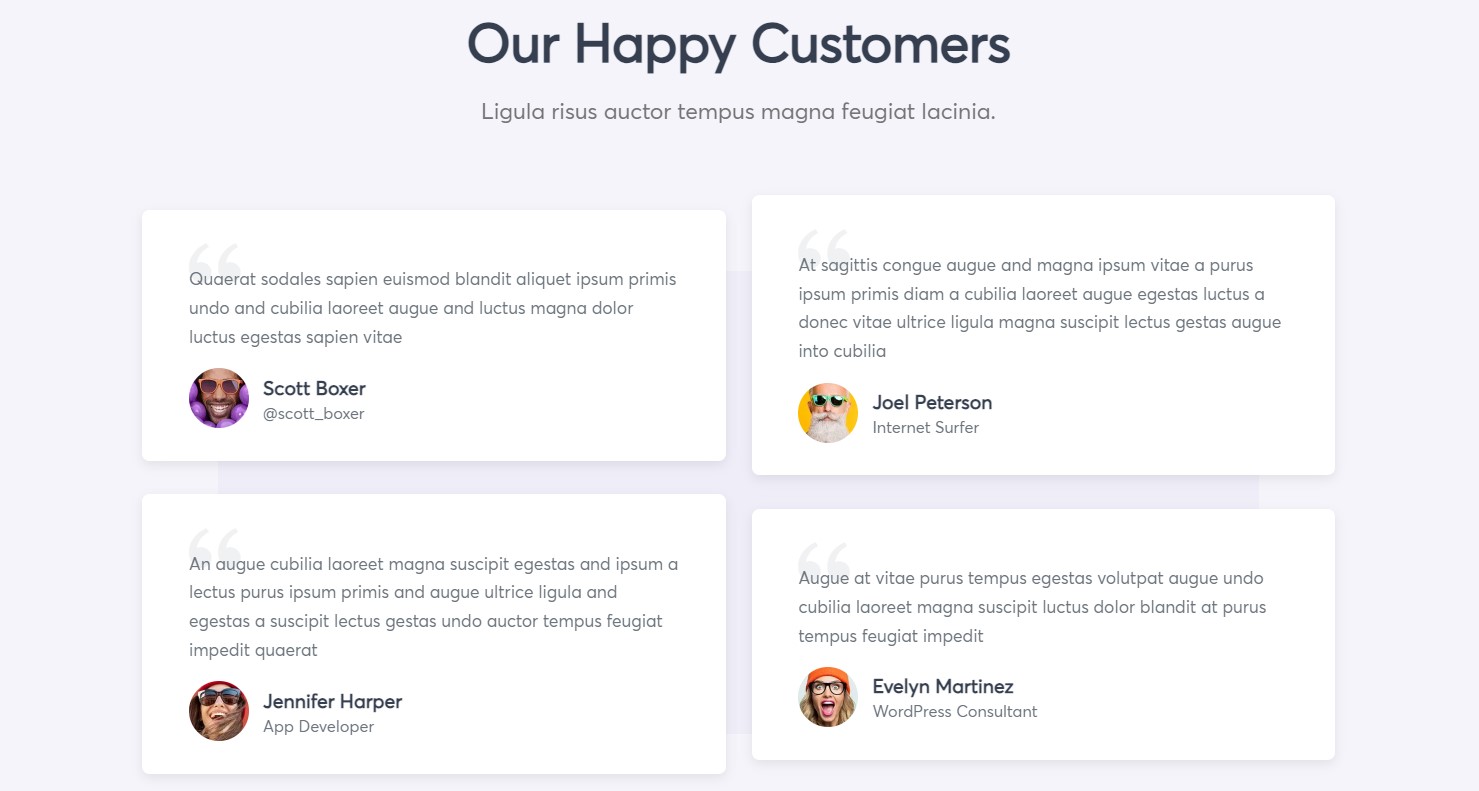 Our Happy Customers
Ligula risus auctor tempus magna feugiat lacinia.
Quaerat sodales sapien euismod blandit aliquet ipsum primis
undo and cubilia laoreet augue and luctus magna dolor
luctus egestas sapien vitae
Scott Boxer
@scott_boxer
At sagittis congue augue and magna ipsum vitae a purus
ipsum primis diam a cubilia laoreet augue egestas luctus a
donec vitae ultrice ligula magna suscipit lectus gestas augue
into cubilia
Joel Peterson
Internet Surfer
An augue cubilia laoreet magna suscipit egestas and ipsum a
lectus purus ipsum primis and augue ultrice ligula and
egestas a suscipit lectus gestas undo auctor tempus feugiat
impedit quaerat
Jennifer Harper
App Developer
Augue at vitae purus tempus egestas volutpat augue undo
cubilia laoreet magna suscipit luctus dolor blandit at purus
tempus feugiat impedit
Evelyn Martinez
WordPress Consultant